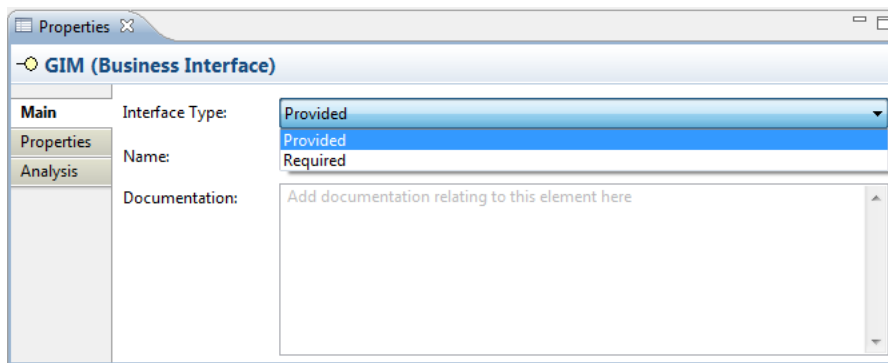 Properties
GIM (Business Interface)
Main
Interface Type:
Provided
Properties
Provided
Name:
Required
Analysis
Documentation:
Add documentation relating to this element here